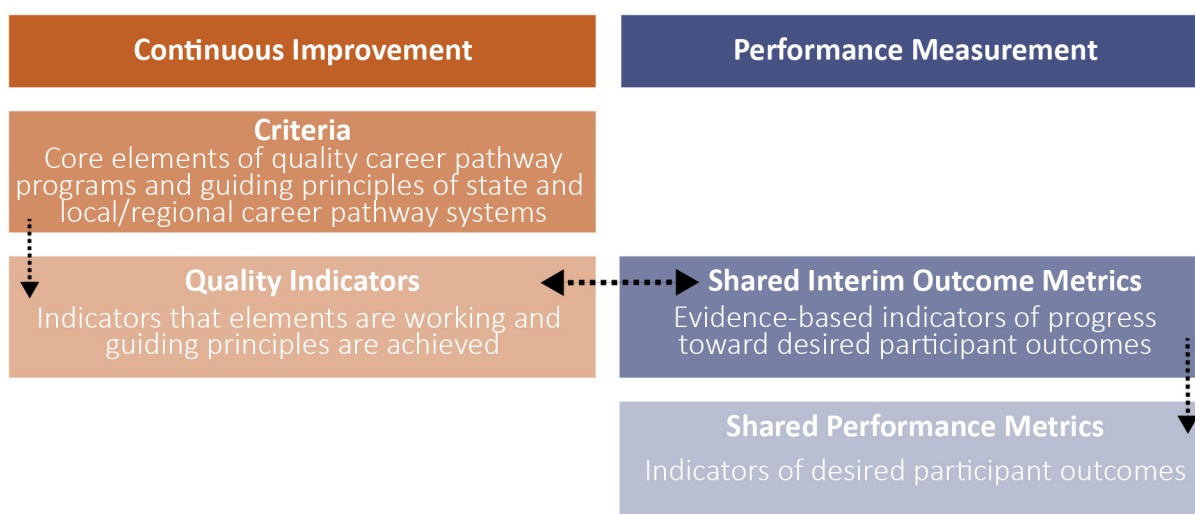 Continuous Improvement
Performance Measurement
Criteria
Core elements of quality career pathway
programs and guiding principles of state and
local/regional career pathway systems
Quality Indicators
Indicators that elements are working and
guiding principles are achieved
Shared Interim Outcome Metrics
Evidence-based indicators of progress
toward desired participant outcomes
Shared Performance Metrics
Indicators of desired participant outcomes